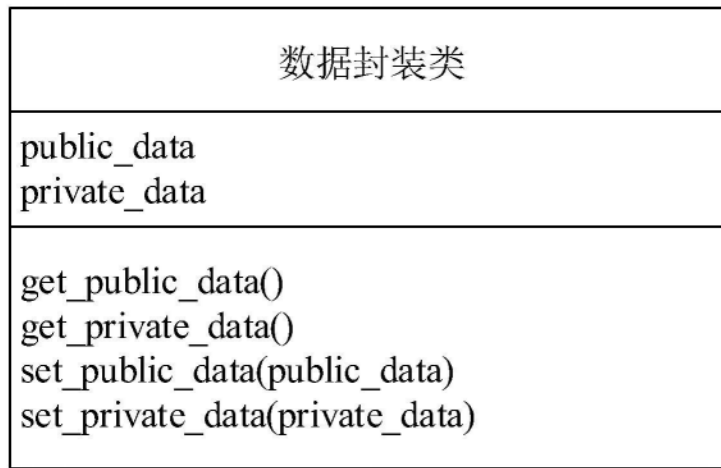 数据封装类
public_data
private_data
get_public_data()
get_private_data()
set_public_data(public_data)
set_private_data(private_data)